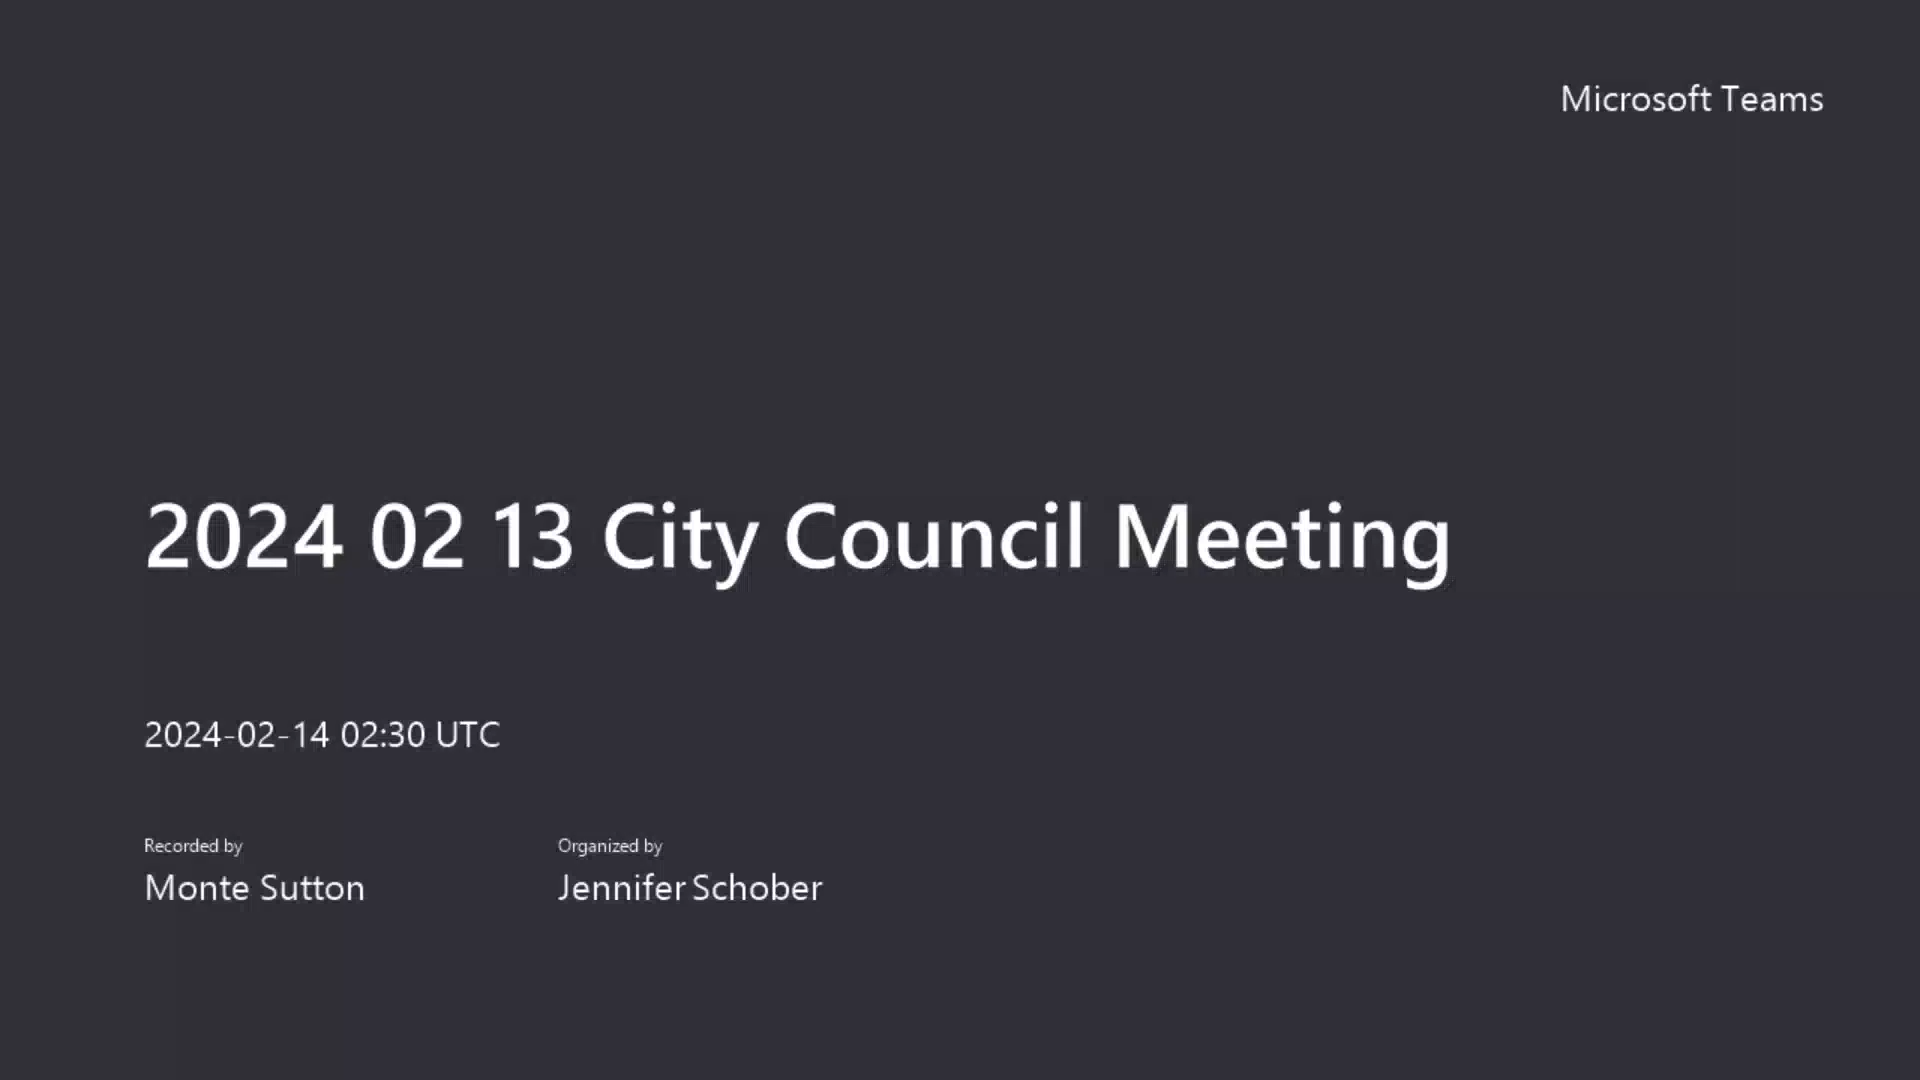 Microsoft Teams
2024 02 13 City Council Meeting
2024-02-14 02:30 UTC
Recorded by
Monte Sutton
Organized by
Jennifer Schober